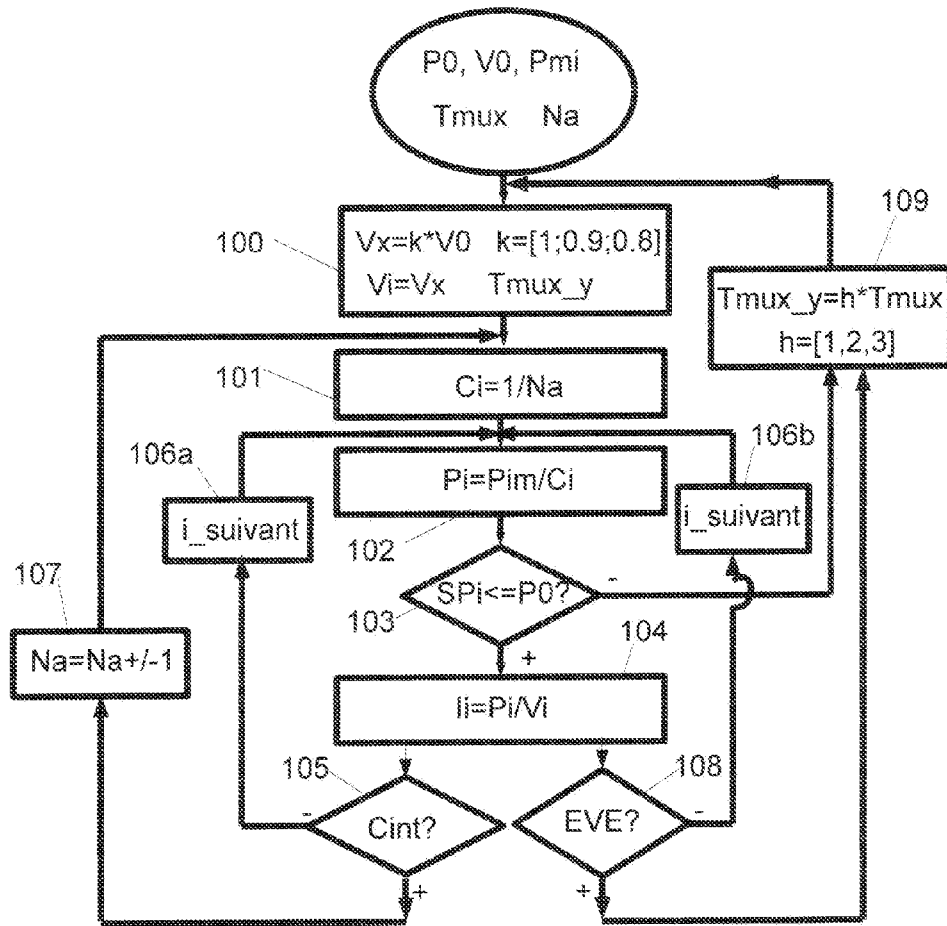 P0, V0, Pmi
Tmux Na
109
100
Vx=k*V0 k=[1;0.9;0.8]
Vi=Vx Tmux_y
Tmux_y=h*Tmux
h=[1,2,3]
101
Ci=1/Na
106a
106b
Pi=Pim/Ci
i_suivant
i_suivant
102
107
SPi<=P0?
-
103
104
+
Na=Na+/-1
Ii=Pi/Vi
105
108
-
Cint?
EVE?
-
+
+